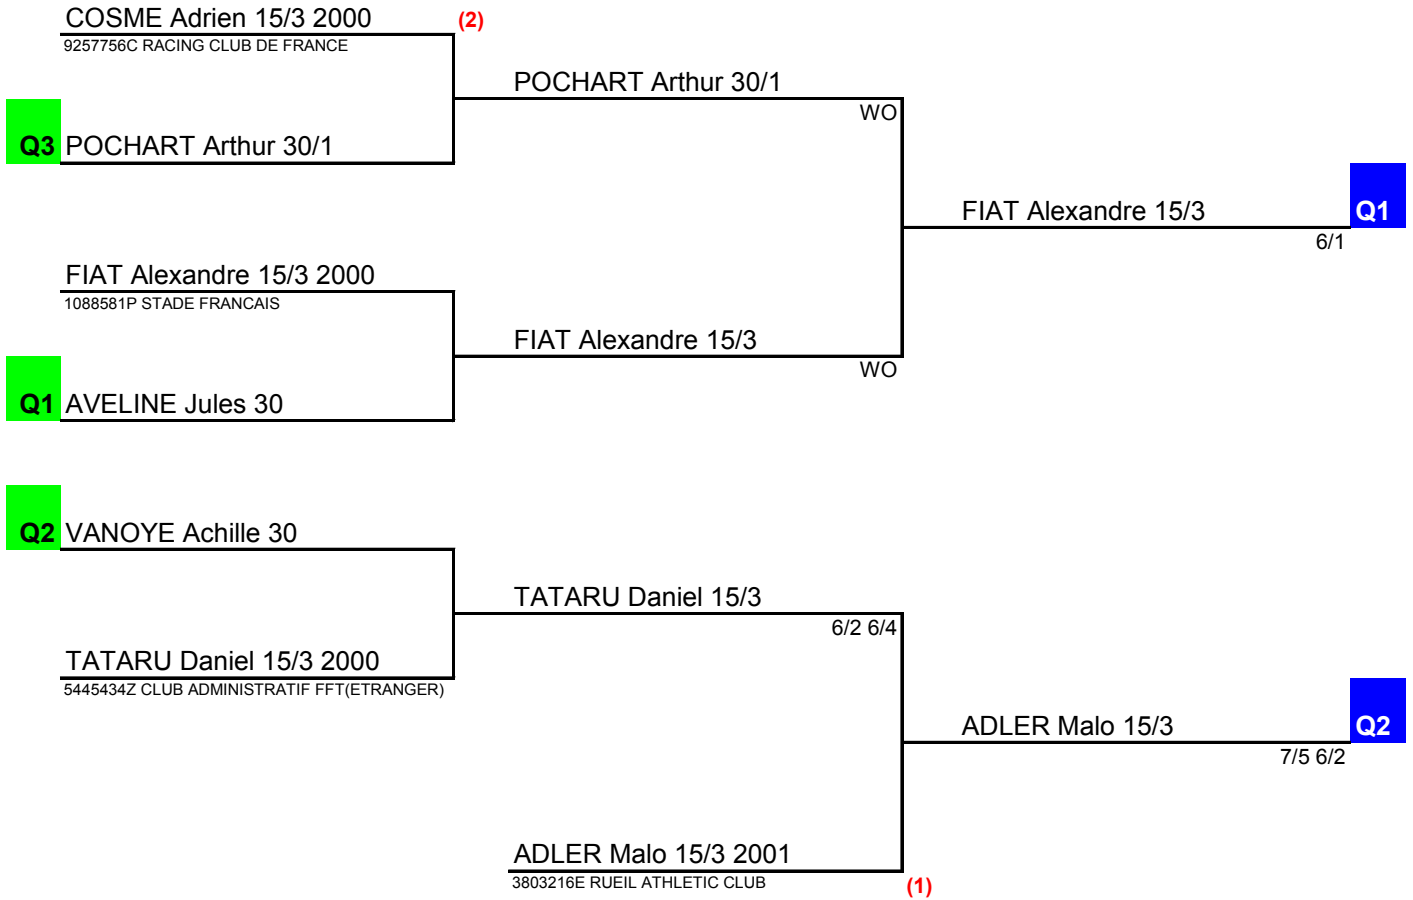 COSME Adrien 15/3 2000
(2)
9257756C RACING CLUB DE FRANCE
POCHART Arthur 30/1
WO
Q3 POCHART Arthur 30/1
FIAT Alexandre 15/3
Q1
6/1
FIAT Alexandre 15/3 2000
1088581P STADE FRANCAIS
FIAT Alexandre 15/3
WO
Q1 AVELINE Jules 30
Q2 VANOYE Achille 30
TATARU Daniel 15/3
6/2 6/4
TATARU Daniel 15/3 2000
5445434Z CLUB ADMINISTRATIF FFT(ETRANGER)
ADLER Malo 15/3
Q2
7/5 6/2
ADLER Malo 15/3 2001
3803216E RUEIL ATHLETIC CLUB
(1)